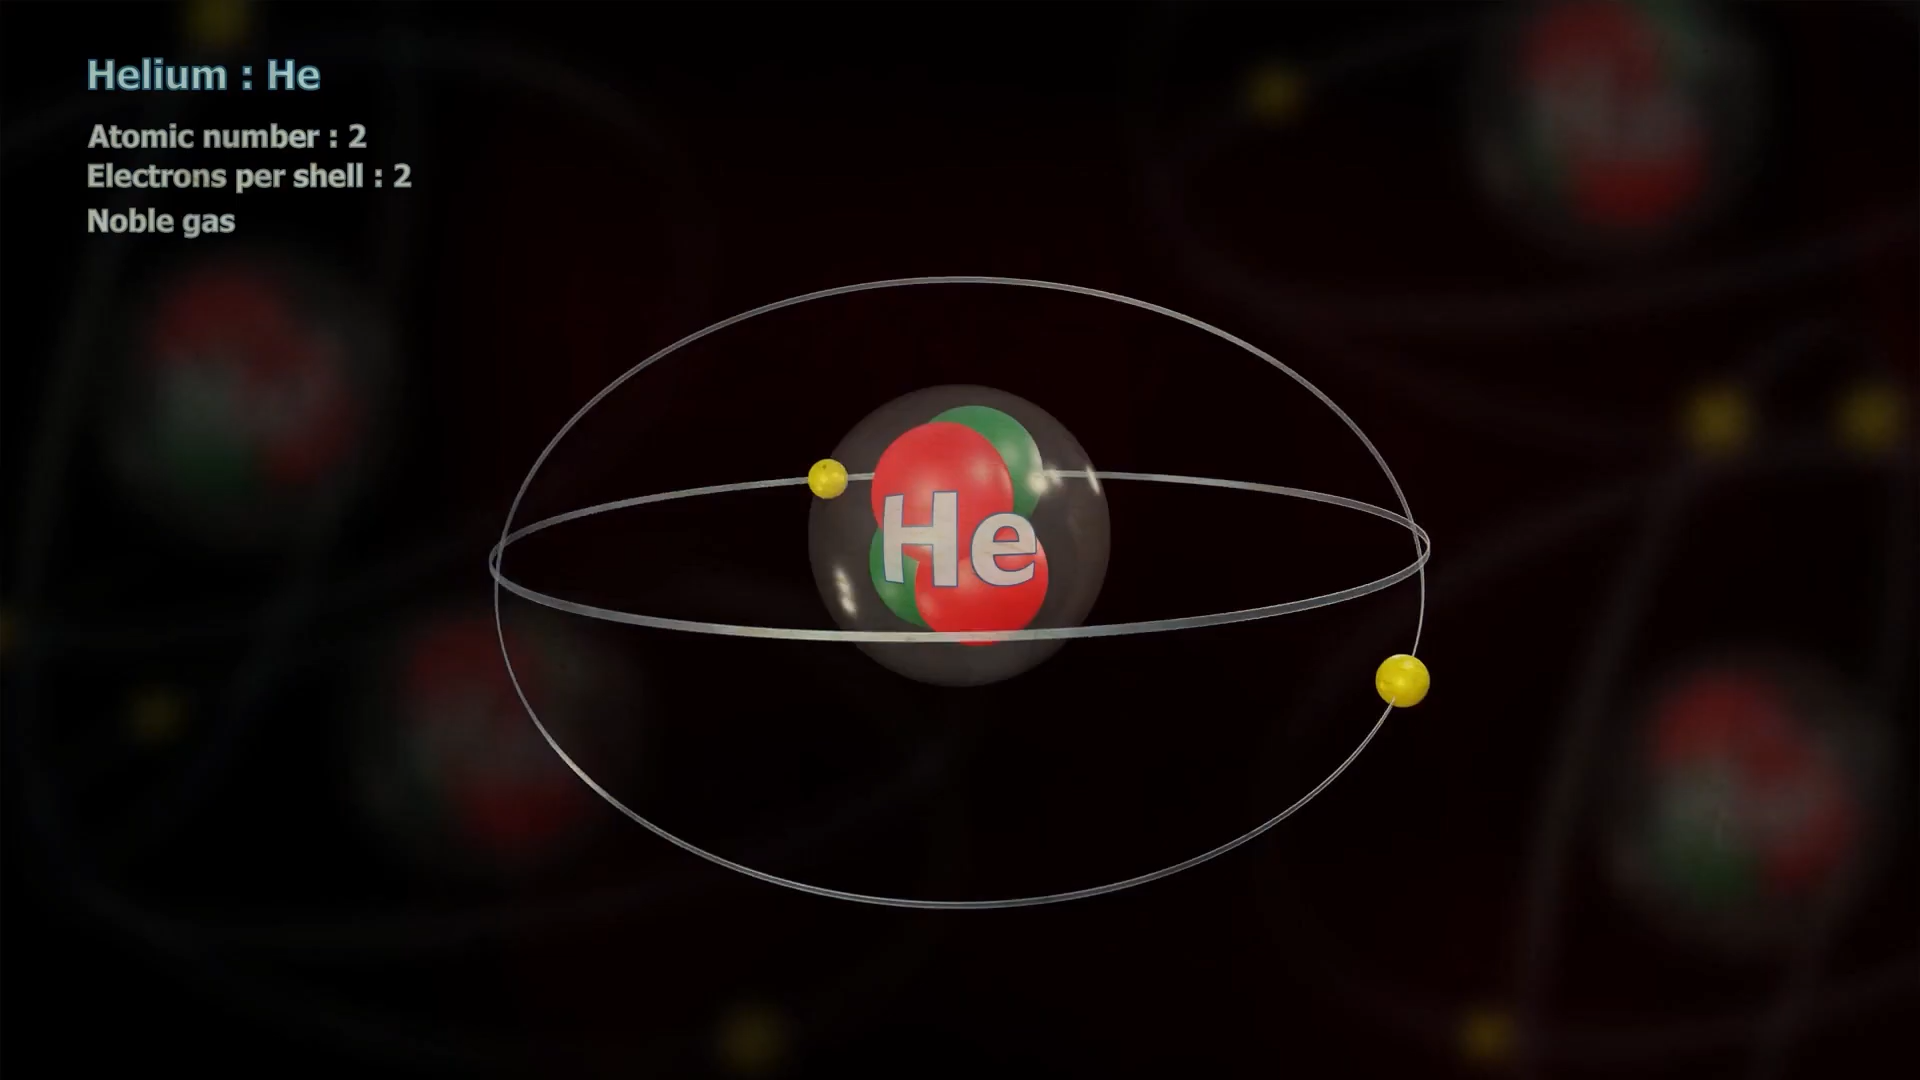 Helium : He
Atomic number : 2
Electrons per shell : 2
Noble gas
He